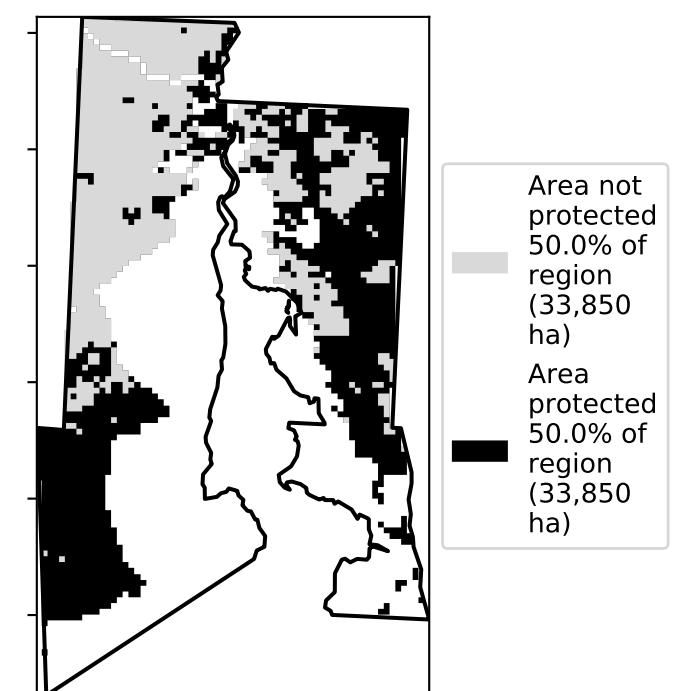 Area not
protected
50.0% of
region
(33,850
ha)
Area
protected
50.0% of
region
(33,850
ha)